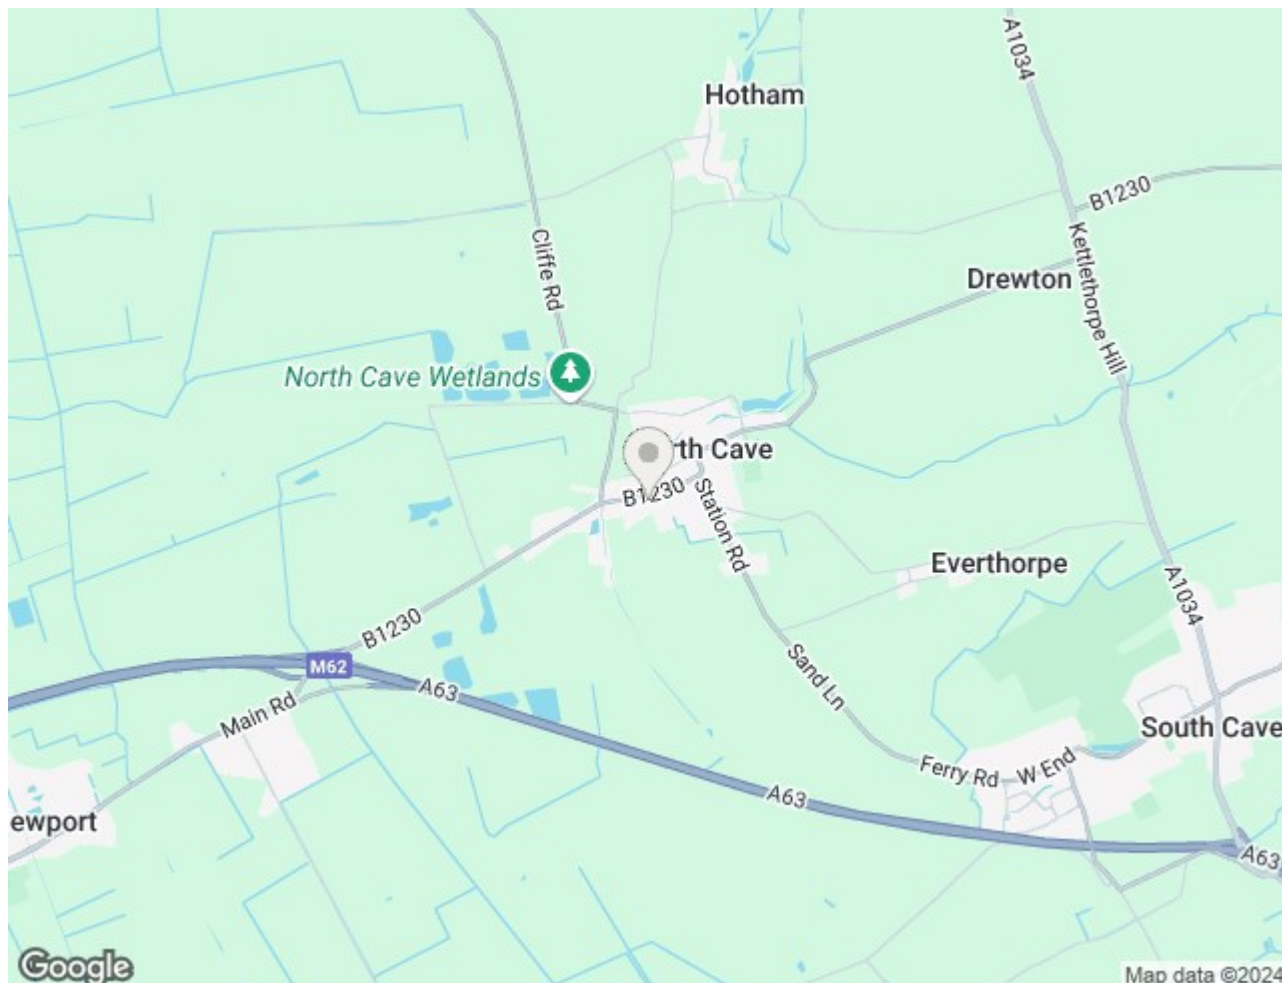 A1034
Hotham
B1230
Cliffe Rd
Kettlethorpe Hill
Drewton
North Cave Wetlands
rth Cave
B1230
Station Rd
Everthorpe
A1034
B1230
M62
A63
Sand Ln
Main Rd
South Cave
Ferry Rd
W End
A63
ewport
A63
Google
Map data ©2024